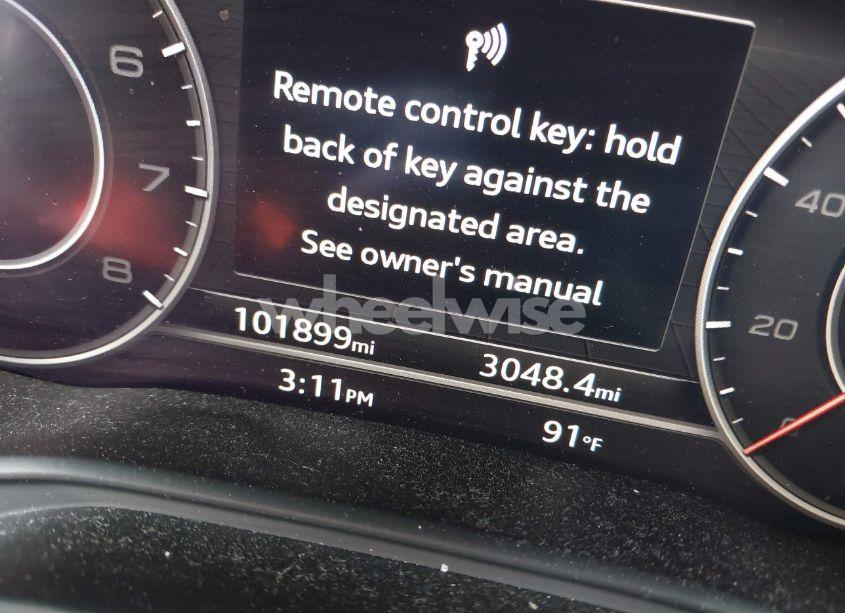 6
7
8
Remote control key: hold
back of key against the
designated area.
See owner's manual
wheelwise
101899mi
3048.4mi
3:11PM
91°F
40
20
0